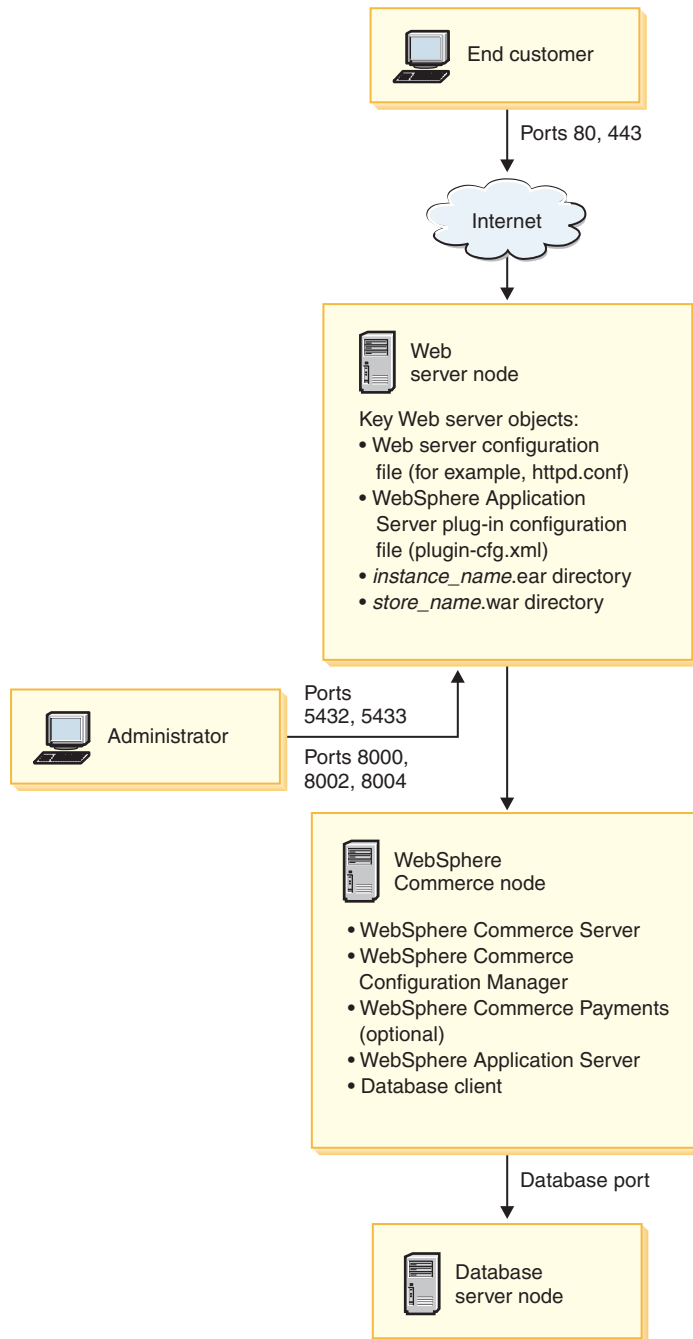 End customer
Ports 80, 443
Internet
Web
server node
Key Web server objects:
• Web server configuration
file (for example, httpd.conf)
• WebSphere Application
Server plug-in configuration
file (plugin-cfg.xml)
• instance_name.ear directory
• store_name.war directory
Administrator
Ports
5432, 5433
Ports 8000,
8002, 8004
WebSphere
Commerce node
• WebSphere Commerce Server
• WebSphere Commerce
Configuration Manager
• WebSphere Commerce Payments
(optional)
• WebSphere Application Server
• Database client
Database port
Database
server node